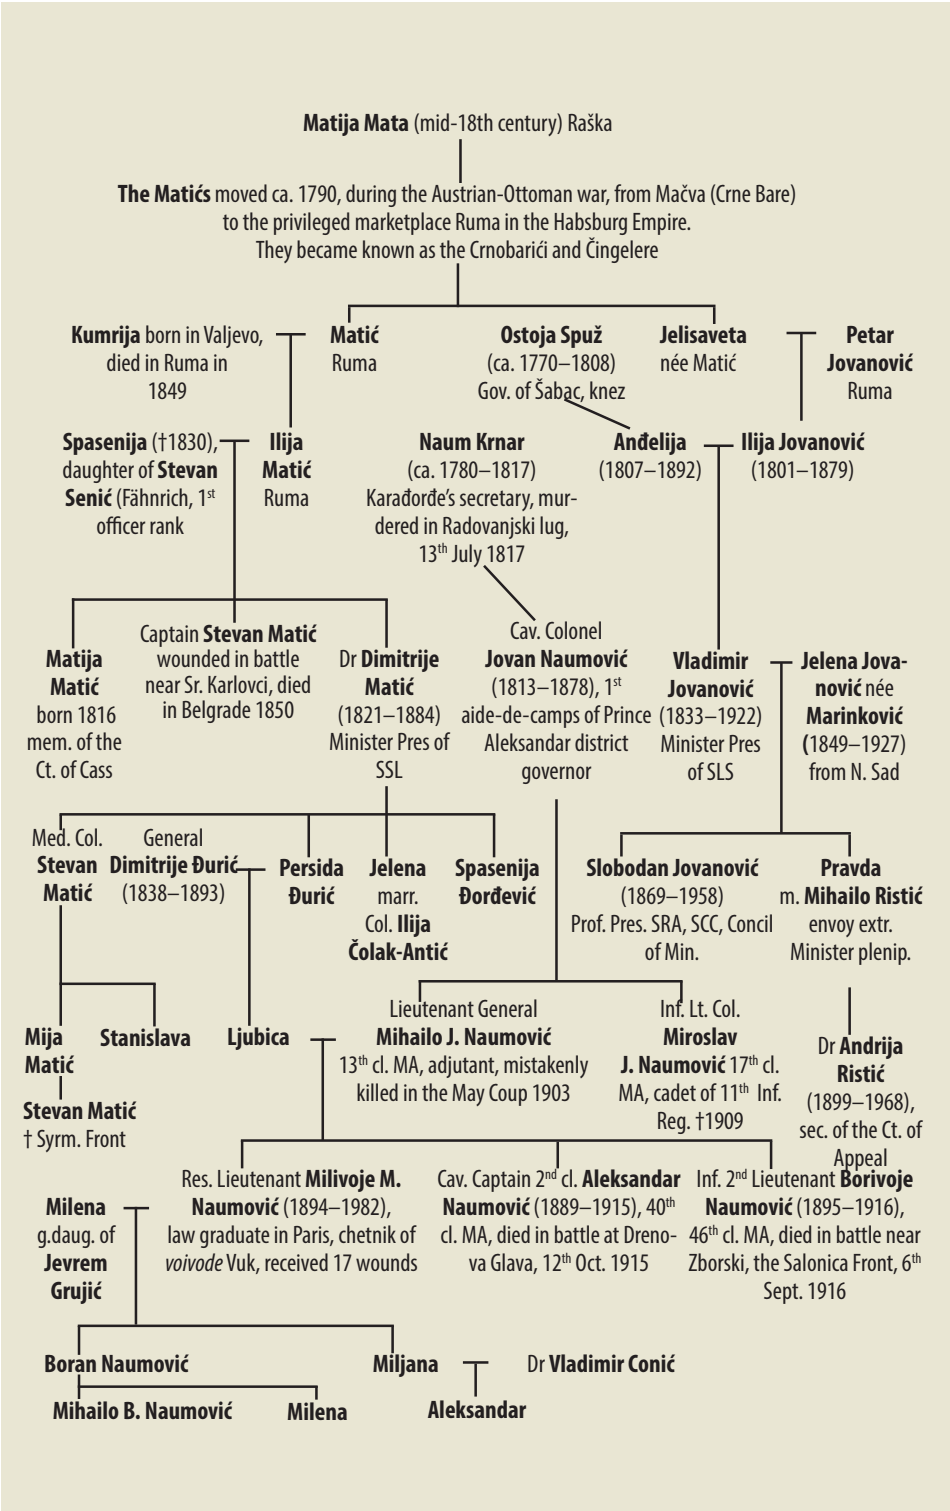 Matija Mata (mid-18th century) Raška
The Matićs moved ca. 1790, during the Austrian-Ottoman war, from Mačva (Crne Bare)
to the privileged marketplace Ruma in the Habsburg Empire.
They became known as the Crnobarići and Čingelere
Kumrija born in Valjevo,
died in Ruma in
1849
Matić
Ruma
Ostoja Spuž
(ca. 1770–1808)
Gov. of Šabac, knez
Jelisaveta
née Matić
Petar
Jovanović
Ruma
Spasenija (†1830),
daughter of Stevan
Senić (Fähnrich, 1st
officer rank
Ilija
Matić
Ruma
Naum Krnar
(ca. 1780–1817)
Karađorđe’s secretary, mur-
dered in Radovanjski lug,
13th July 1817
Anđelija
(1807–1892)
Ilija Jovanović
(1801–1879)
Matija
Matić
born 1816
mem. of the
Ct. of Cass
Captain Stevan Matić
wounded in battle
near Sr. Karlovci, died
in Belgrade 1850
Dr Dimitrije
Matić
(1821–1884)
Minister Pres of
SSL
Cav. Colonel
Jovan Naumović
(1813–1878), 1st
aide-de-camps of Prince
Aleksandar district
governor
Vladimir
Jovanović
(1833–1922)
Minister Pres
of SLS
Jelena Jova-
nović née
Marinković
(1849–1927)
from N. Sad
Med. Col.
Stevan
Matić
General
Dimitrije Đurić
(1838–1893)
Persida
Đurić
Jelena
marr.
Col. Ilija
Čolak-Antić
Spasenija
Đorđević
Slobodan Jovanović
(1869–1958)
Prof. Pres. SRA, SCC, Concil
of Min.
Pravda
m. Mihailo Ristić
envoy extr.
Minister plenip.
Mija
Matić
Stanislava
Ljubica
Lieutenant General
Mihailo J. Naumović
13th cl. MA, adjutant, mistakenly
killed in the May Coup 1903
Inf. Lt. Col.
Miroslav
J. Naumović 17th cl.
MA, cadet of 11th Inf.
Reg. †1909
Dr Andrija
Ristić
(1899–1968),
sec. of the Ct. of
Appeal
Stevan Matić
† Syrm. Front
Milena
g.daug. of
Jevrem
Grujić
Res. Lieutenant Milivoje M.
Naumović (1894–1982),
law graduate in Paris, chetnik of
voivode Vuk, received 17 wounds
Cav. Captain 2nd cl. Aleksandar
Naumović (1889–1915), 40th
cl. MA, died in battle at Dreno-
va Glava, 12th Oct. 1915
Inf. 2nd Lieutenant Borivoje
Naumović (1895–1916),
46th cl. MA, died in battle near
Zborski, the Salonica Front, 6th
Sept. 1916
Boran Naumović
Miljana
Dr Vladimir Conić
Mihailo B. Naumović
Milena
Aleksandar